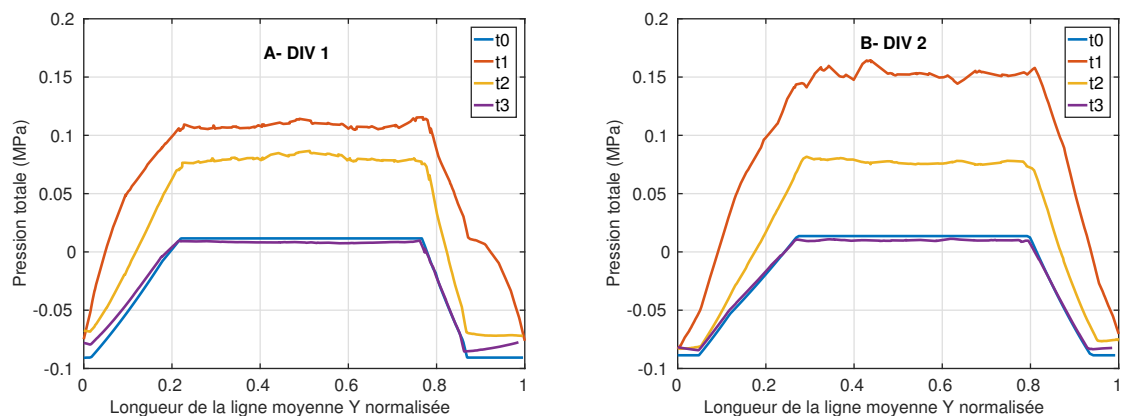 A- DIV 1
Pression totale (MPa)
0.2
0.15
0.1
0.05
0
-0.05
-0.1
0 0.2 0.4 0.6 0.8 1
Longueur de la ligne moyenne Y normalisée
t0
t1
t2
t3
B- DIV 2
Pression totale (MPa)
0.2
0.15
0.1
0.05
0
-0.05
-0.1
0 0.2 0.4 0.6 0.8 1
Longueur de la ligne moyenne Y normalisée
t0
t1
t2
t3